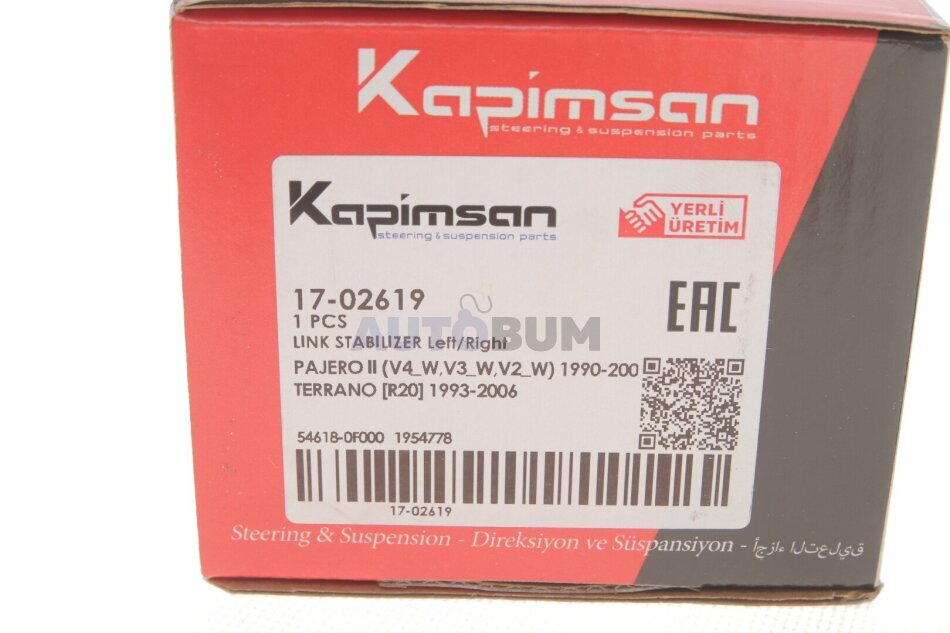 Kapimsan
steering & suspension parts
Kapimsan
steering & suspension parts
YERLİ
ÜRETİM
17-02619
1 PCS
EAC
AUTOBUM
LINK STABILIZER Left/Right
PAJERO II (V4_W,V3_W,V2_W) 1990-200
TERRANO [R20] 1993-2006
54618-0F000 1954778
17-02619
Steering & Suspension - Direksiyon ve Süspansiyon - أجزاء التعليق